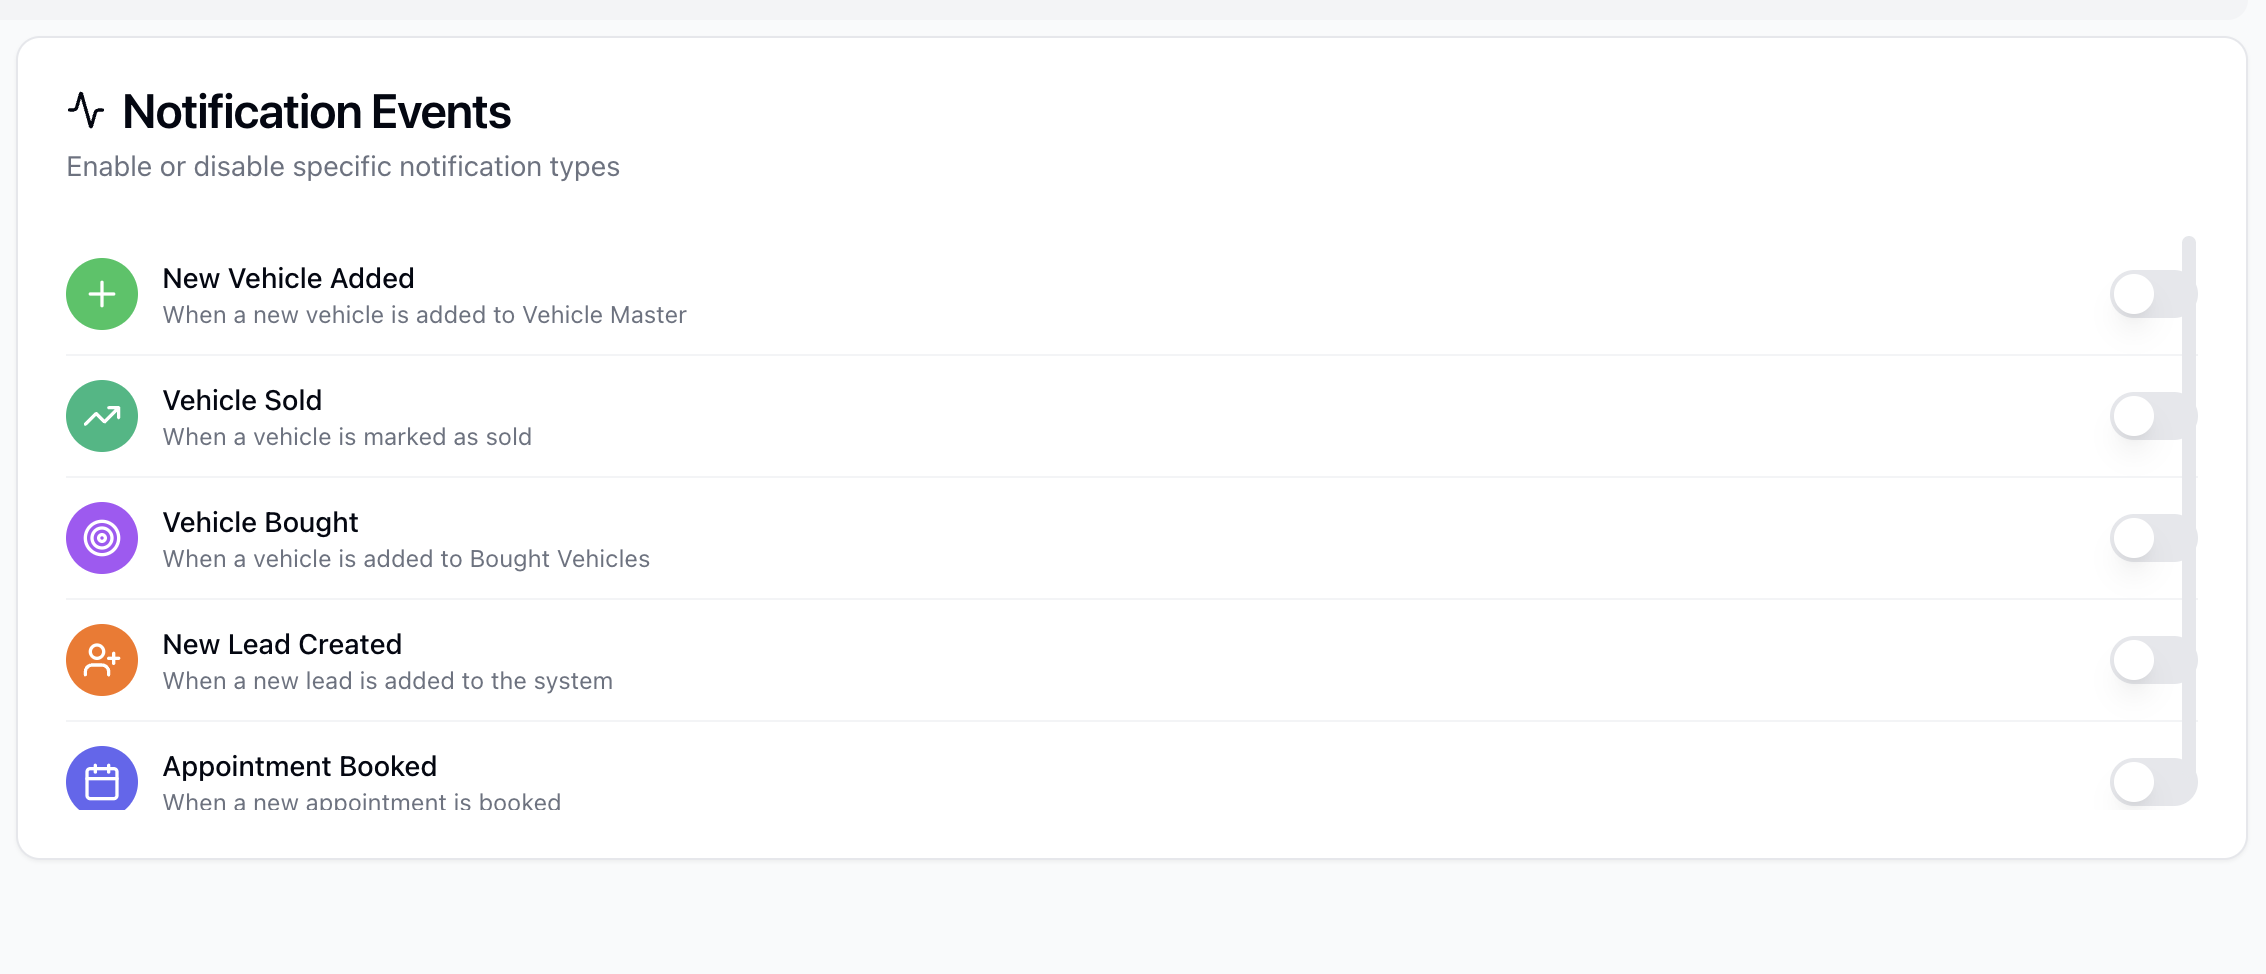 Notification Events
Enable or disable specific notification types
New Vehicle Added
When a new vehicle is added to Vehicle Master
Vehicle Sold
When a vehicle is marked as sold
Vehicle Bought
When a vehicle is added to Bought Vehicles
New Lead Created
When a new lead is added to the system
Appointment Booked
When a new appointment is booked